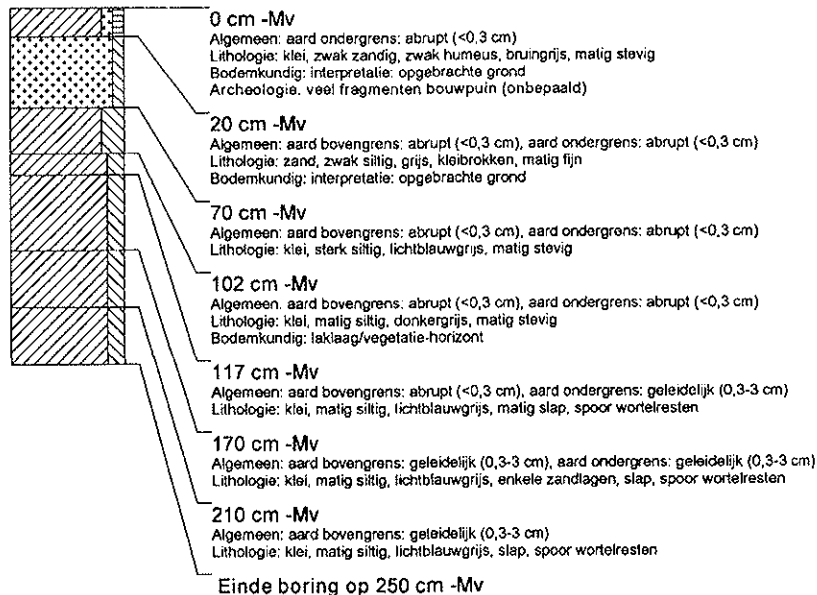 0 cm -Mv
Algemeen: aard ondergrens: abrupt (<0,3 cm)
Lithologie: klei, zwak zandig, zwak humeus, bruingrijs, matig stevig
Bodemkundig: interpretatie: opgebrachte grond
Archeologie. veel fragmenten bouwpuin (onbepaald)
20 cm -Mv
Algemeen: aard bovengrens: abrupt (<0,3 cm), aard ondergrens: abrupt (<0,3 cm)
Lithologie: zand, zwak siltig, grijs, kleibrokken, matig fijn
Bodemkundig: interpretatie: opgebrachte grond
70 cm -Mv
Algemeen: aard bovengrens: abrupt (<0,3 cm), aard ondergrens: abrupt (<0,3 cm)
Lithologie: klei, sterk siltig, lichtblauwgrijs, matig stevig
102 cm -Mv
Algemeen. aard bovengrens: abrupt (<0,3 cm), aard ondergrens: abrupt (<0,3 cm)
Lithologie: klei, matig siltig, donkergrijs, matig stevig
Bodemkundig: laklaag/vegetatie-horizont
117 cm -Mv
Algemeen: aard bovengrens: abrupt (<0,3 cm), aard ondergrens: geleidelijk (0,3-3 cm)
Lithologie: klei, matig siltig, lichtblauwgrijs, matig slap, spoor wortelresten
170 cm -Mv
Algemeen: aard bovengrens: geleidelijk (0,3-3 cm), aard ondergrens: geleidelijk (0,3-3 cm)
Lithologie: klei, matig siltig, lichtblauwgrijs, enkele zandlagen, slap, spoor wortelresten
210 cm -Mv
Algemeen: aard bovengrens: geleidelijk (0,3-3 cm)
Lithologie: klei, matig siltig, lichtblauwgrijs, slap, spoor wortelresten
Einde boring op 250 cm -Mv